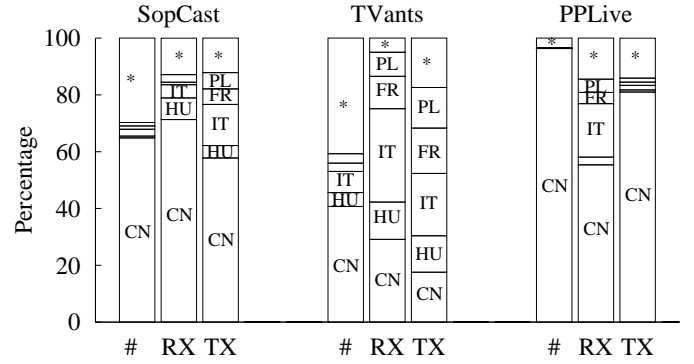 SopCast TVants PPLive
Percentage
100
80
60
40
20
0
* * *
IT PL
HU FR
IT
HU
CN CN CN
* * *
PL PL
FR FR
IT IT IT
HU HU HU
CN CN CN
* * *
FR
IT
CN CN CN
# RX TX # RX TX # RX TX